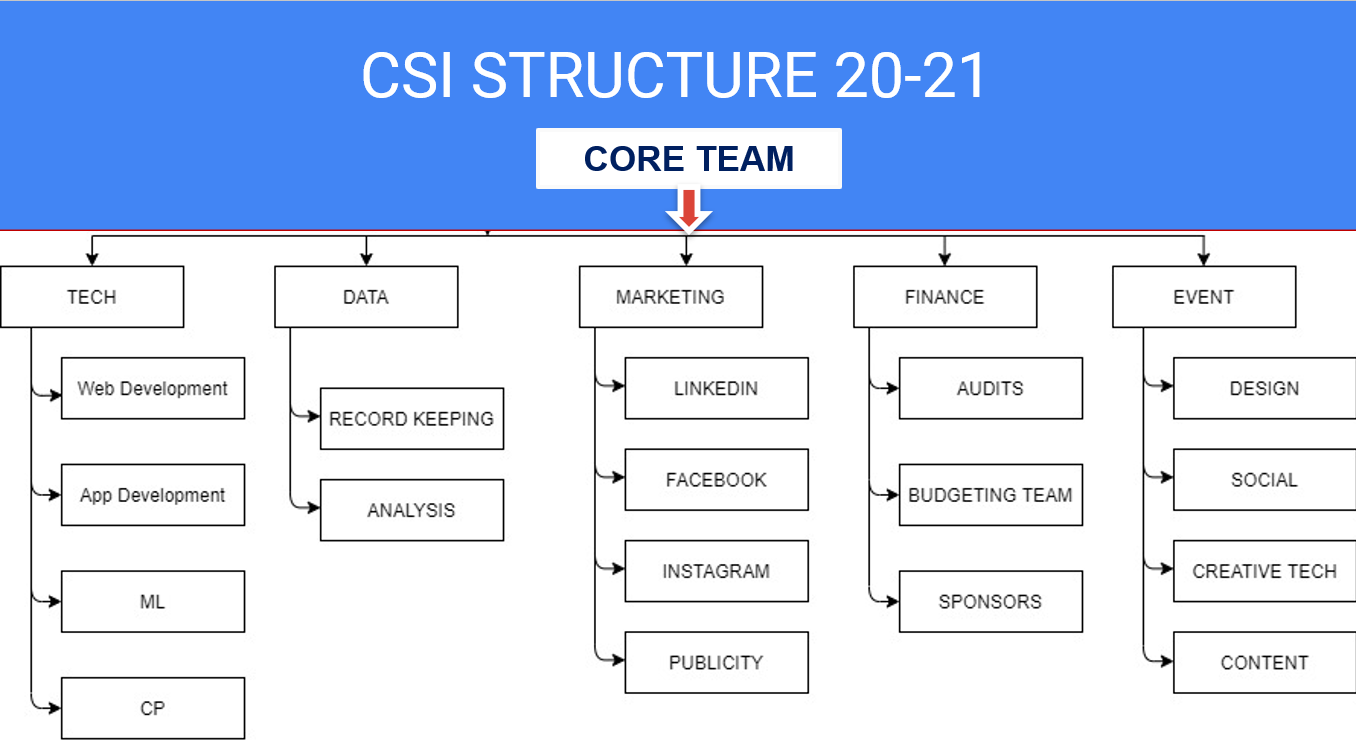 CSI STRUCTURE 20-21
CORE TEAM
TECH
Web Development
App Development
ML
CP
DATA
RECORD KEEPING
ANALYSIS
MARKETING
LINKEDIN
FACEBOOK
INSTAGRAM
PUBLICITY
FINANCE
AUDITS
BUDGETING TEAM
SPONSORS
EVENT
DESIGN
SOCIAL
CREATIVE TECH
CONTENT